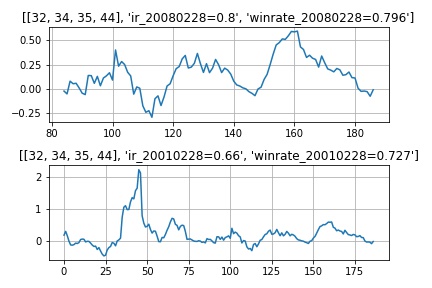 [[32, 34, 35, 44], 'ir_20080228=0.8', 'winrate_20080228=0.796']
0.50
0.25
0.00
−0.25
80 100 120 140 160 180
[[32, 34, 35, 44], 'ir_20010228=0.66', 'winrate_20010228=0.727']
2
1
0
0 25 50 75 100 125 150 175